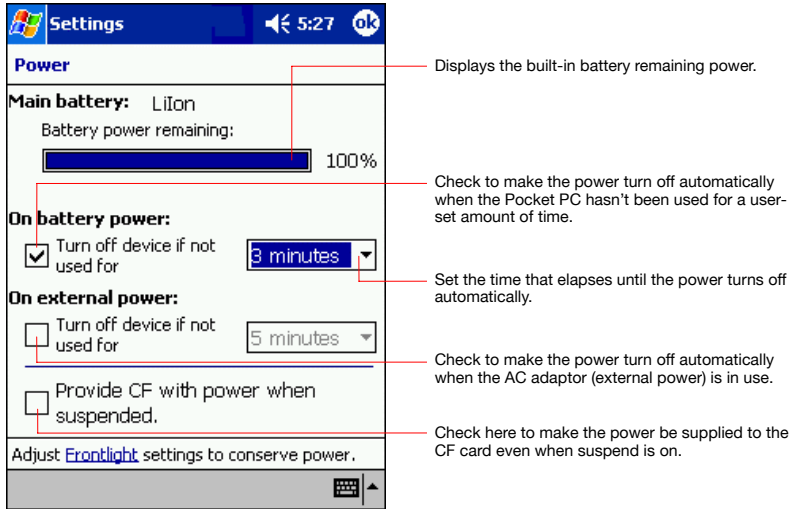 Settings 5:27 ok
Power
Main battery: LiIon
Battery power remaining:
100%
On battery power:
Turn off device if not
used for
3 minutes
On external power:
Turn off device if not
used for
5 minutes
Provide CF with power when
suspended.
Adjust Frontlight settings to conserve power.
Displays the built-in battery remaining power.
Check to make the power turn off automatically
when the Pocket PC hasn't been used for a user-
set amount of time.
Set the time that elapses until the power turns off
automatically.
Check to make the power turn off automatically
when the AC adaptor (external power) is in use.
Check here to make the power be supplied to the
CF card even when suspend is on.